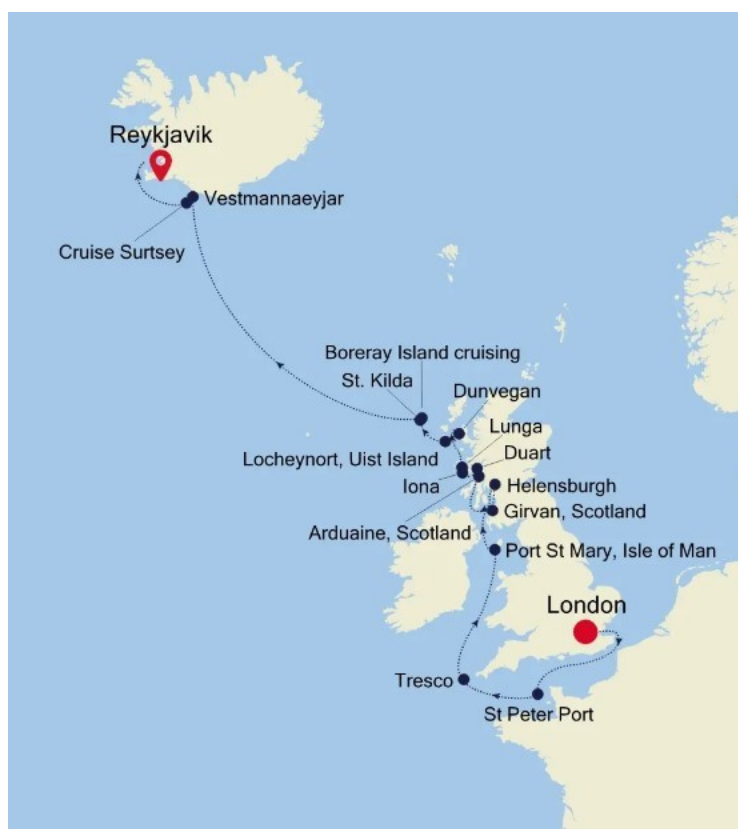 Reykjavik
Vestmannaeyjar
Cruise Surtsey
Boreray Island cruising
St. Kilda
Dunvegan
Lunga
Duart
Locheynort, Uist Island
Iona
Helensburgh
Girvan, Scotland
Arduaine, Scotland
Port St Mary, Isle of Man
London
Tresco
St Peter Port